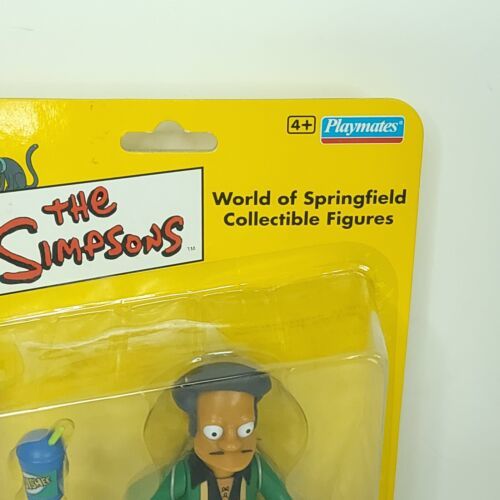 4+ Playmates®
World of Springfield
Collectible Figures
THE
SIMPSONS
TM